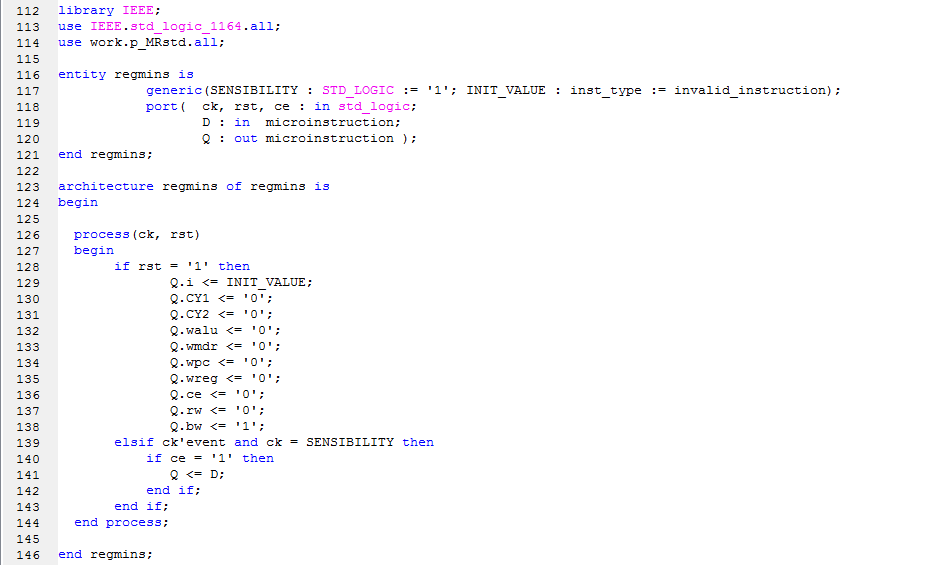 112 library IEEE;
113 use IEEE.std_logic_1164.all;
114 use work.p_MRstd.all;
115
116 entity regmins is
117 generic(SENSIBILITY : STD_LOGIC := '1'; INIT_VALUE : inst_type := invalid_instruction);
118 port( ck, rst, ce : in std_logic;
119 D : in microinstruction;
120 Q : out microinstruction );
121 end regmins;
122
123 architecture regmins of regmins is
124 begin
125
126 process(ck, rst)
127 begin
128 if rst = '1' then
129 Q.i <= INIT_VALUE;
130 Q.CY1 <= '0';
131 Q.CY2 <= '0';
132 Q.walu <= '0';
133 Q.wmdr <= '0';
134 Q.wpc <= '0';
135 Q.wreg <= '0';
136 Q.ce <= '0';
137 Q.rw <= '0';
138 Q.bw <= '1';
139 elsif ck'event and ck = SENSIBILITY then
140 if ce = '1' then
141 Q <= D;
142 end if;
143 end if;
144 end process;
145
146 end regmins;